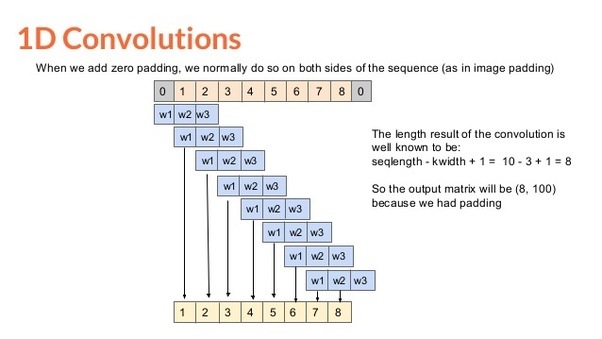 1D Convolutions
When we add zero padding, we normally do so on both sides of the sequence (as in image padding)
0 1 2 3 4 5 6 7 8 0
w1 w2 w3
w1 w2 w3
w1 w2 w3
w1 w2 w3
w1 w2 w3
w1 w2 w3
w1 w2 w3
w1 w2 w3
The length result of the convolution is
well known to be:
seqlength - kwidth + 1 = 10 - 3 + 1 = 8
So the output matrix will be (8, 100)
because we had padding
1 2 3 4 5 6 7 8